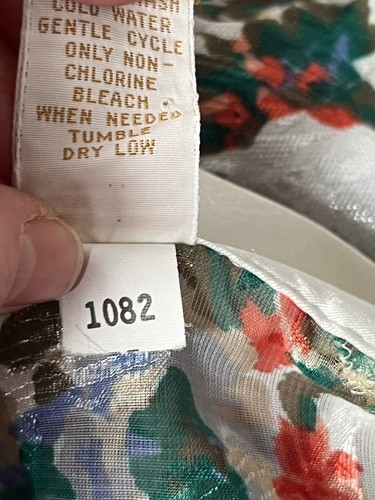 COLD WATER
GENTLE CYCLE
ONLY NON-
CHLORINE
BLEACH
WHEN NEEDED
TUMBLE
DRY LOW
1082